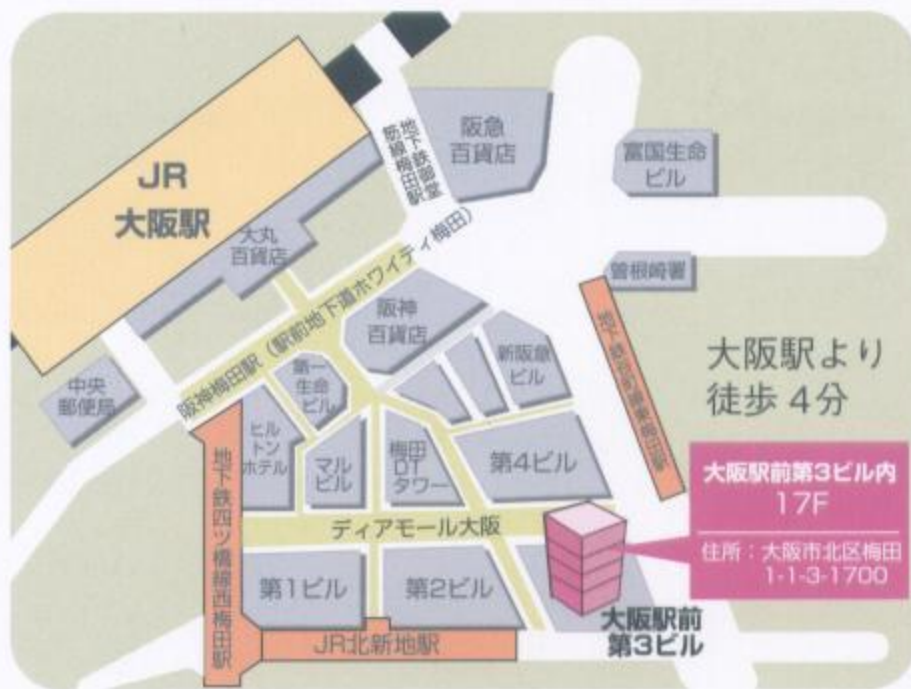 JR
大阪駅
大丸
百貨店
地下鉄御堂
筋線梅田駅
阪急
百貨店
富国生命
ビル
曽根崎署
阪神梅田駅(駅前地下道ホワイティ梅田)
阪神
百貨店
新阪急
ビル
大阪駅より
徒歩 4分
中央
郵便局
第一
生命
ビル
ヒル
トン
ホテル
マル
ビル
梅田
DT
タワー
第4ビル
地下鉄四ツ橋線西梅田駅
ディアモール大阪
大阪駅前第3ビル内
17F
住所:大阪市北区梅田
1-1-3-1700
第1ビル
第2ビル
大阪駅前
第3ビル
JR北新地駅